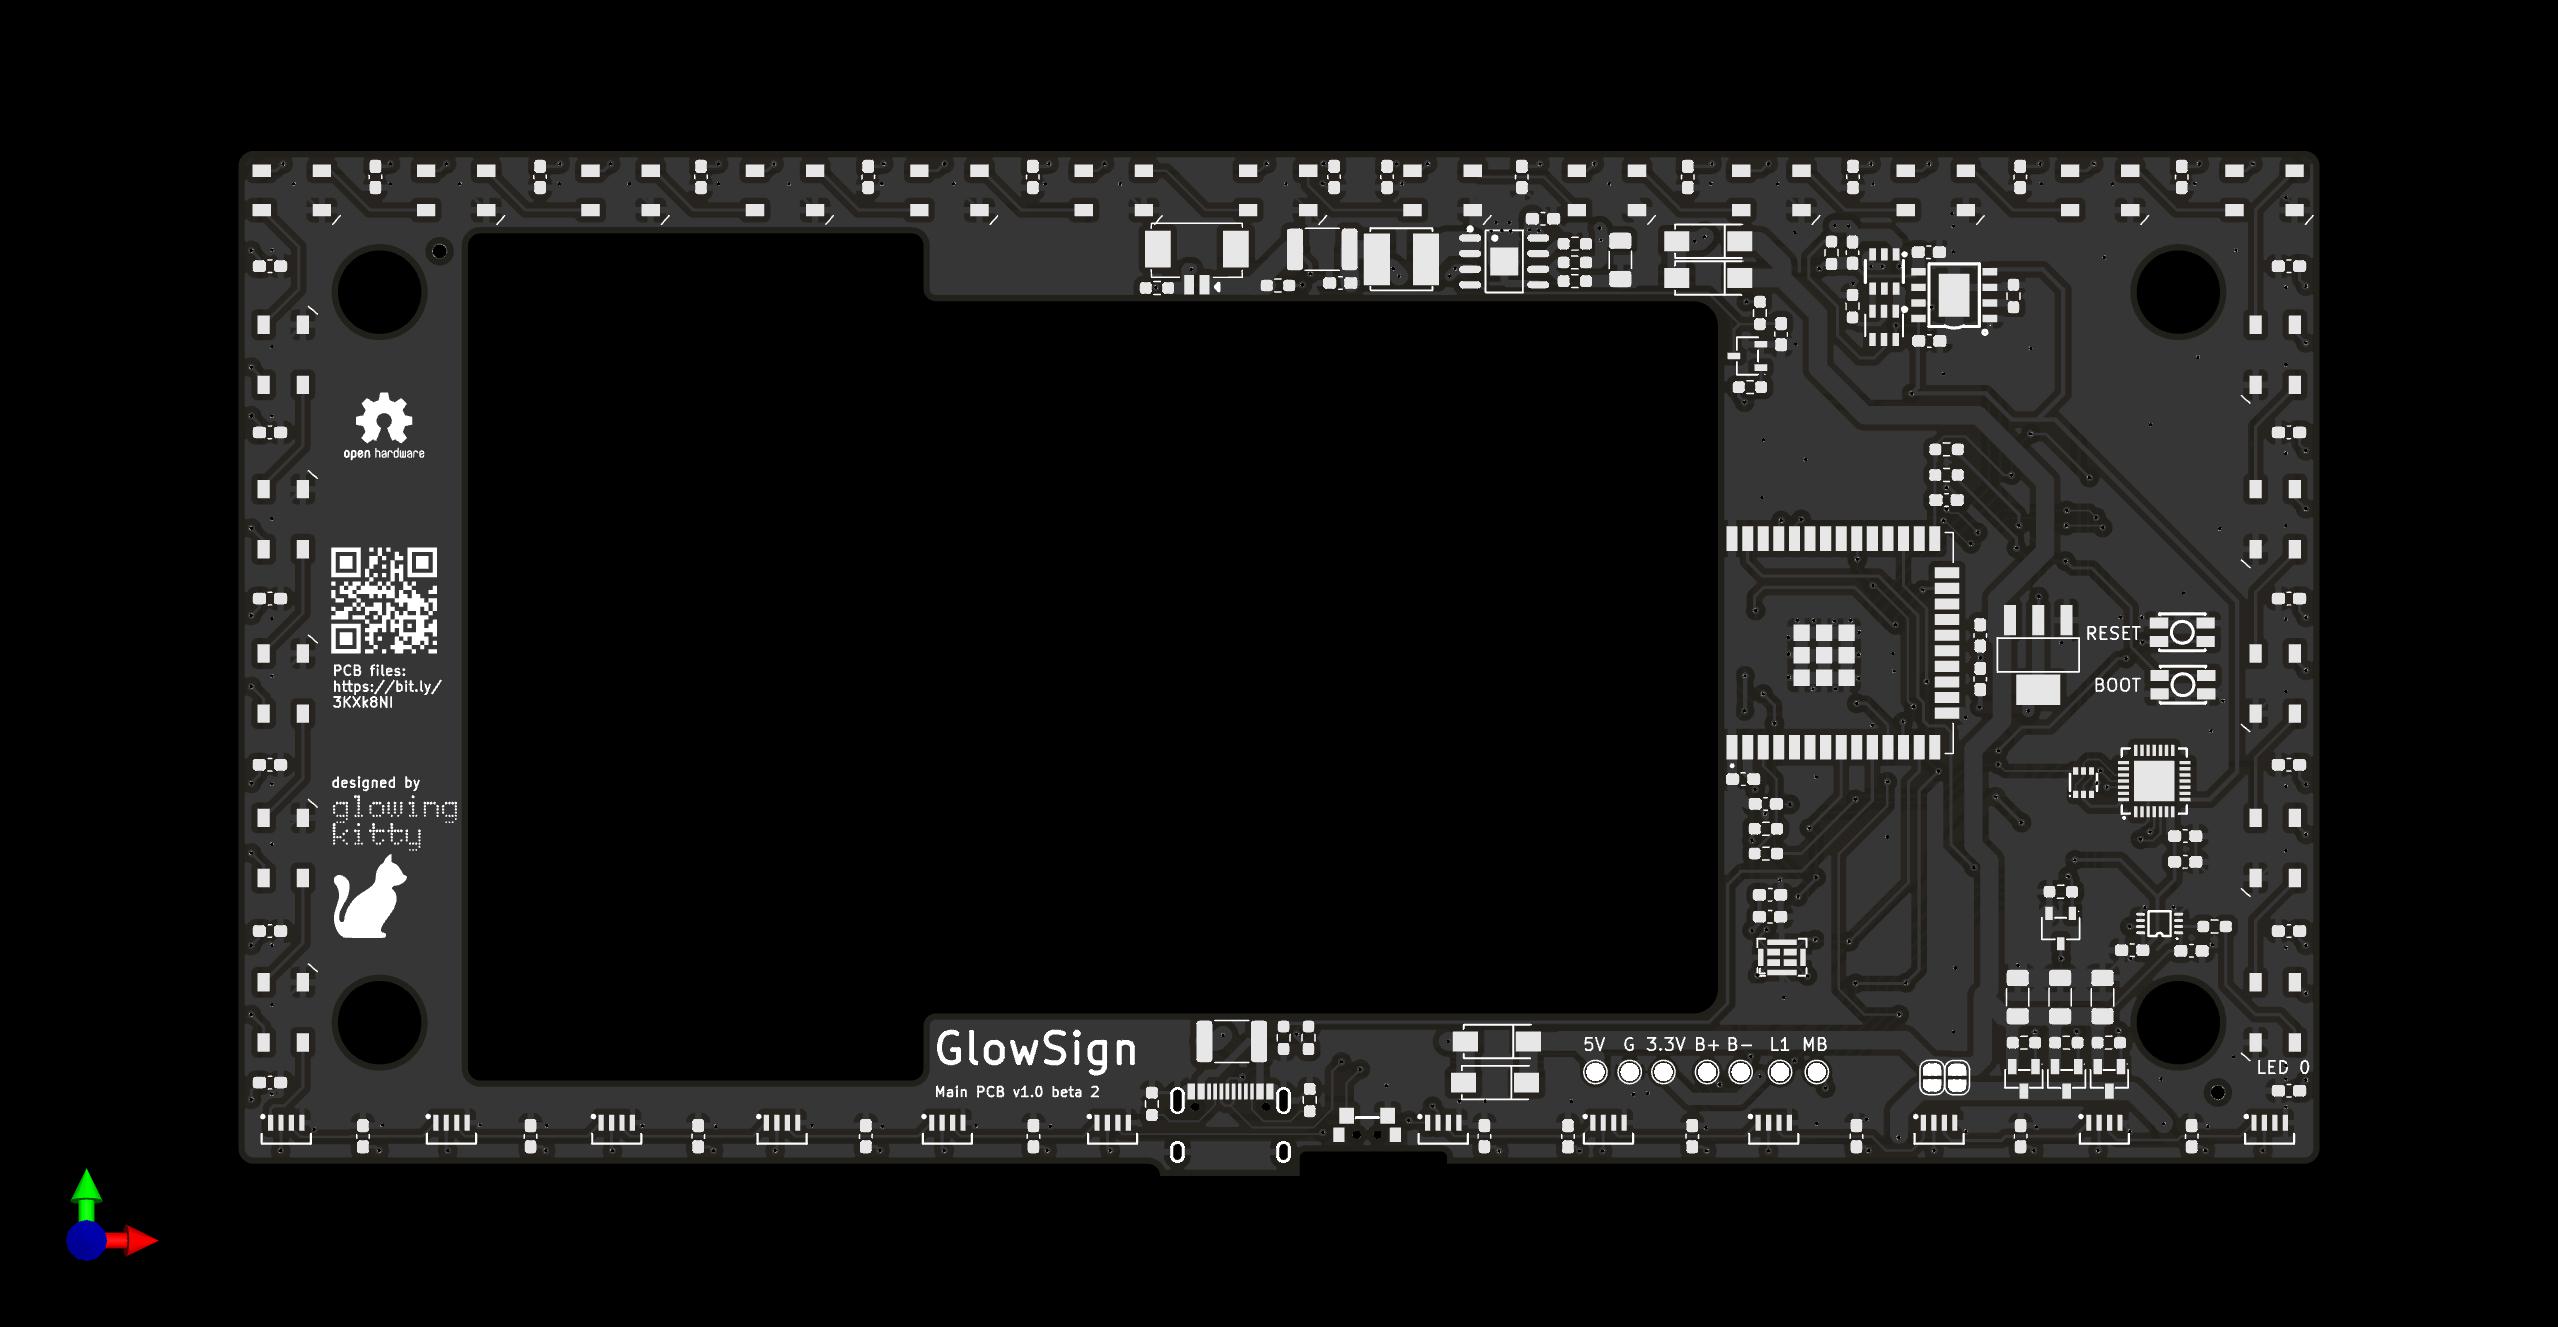 open hardware
PCB files:
https://bit.ly/
3KXk8NI
designed by
glowing
kitty
RESET
BOOT
GlowSign
Main PCB v1.0 beta 2
5V G 3.3V B+ B- L1 MB
LED 0